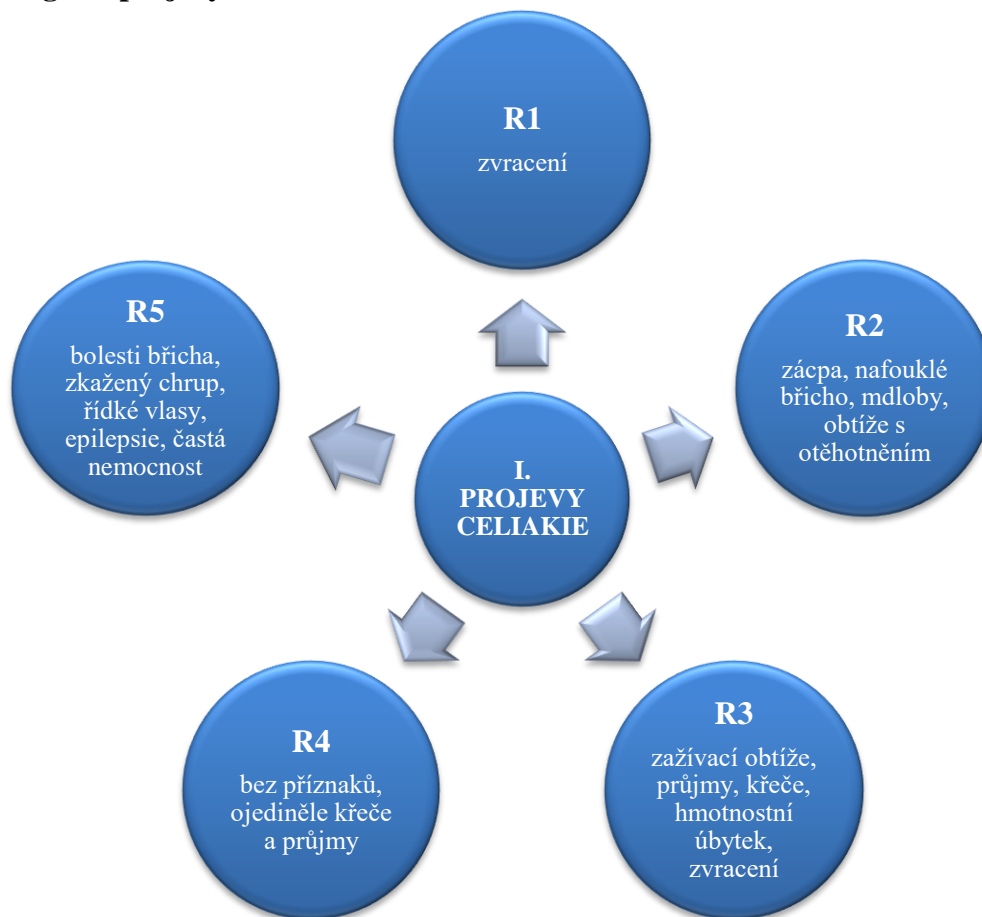 R1
zvracení
R5
bolesti břicha,
zkažený chrup,
řídké vlasy,
epilepsie, častá
nemocnost
R2
zácpa, nafouklé
břicho, mdloby,
obtíže s
otěhotněním
I.
PROJEVY
CELIAKIE
R4
bez příznaků,
ojediněle křeče
a průjmy
R3
zažívací obtíže,
průjmy, křeče,
hmotnostní
úbytek,
zvracení